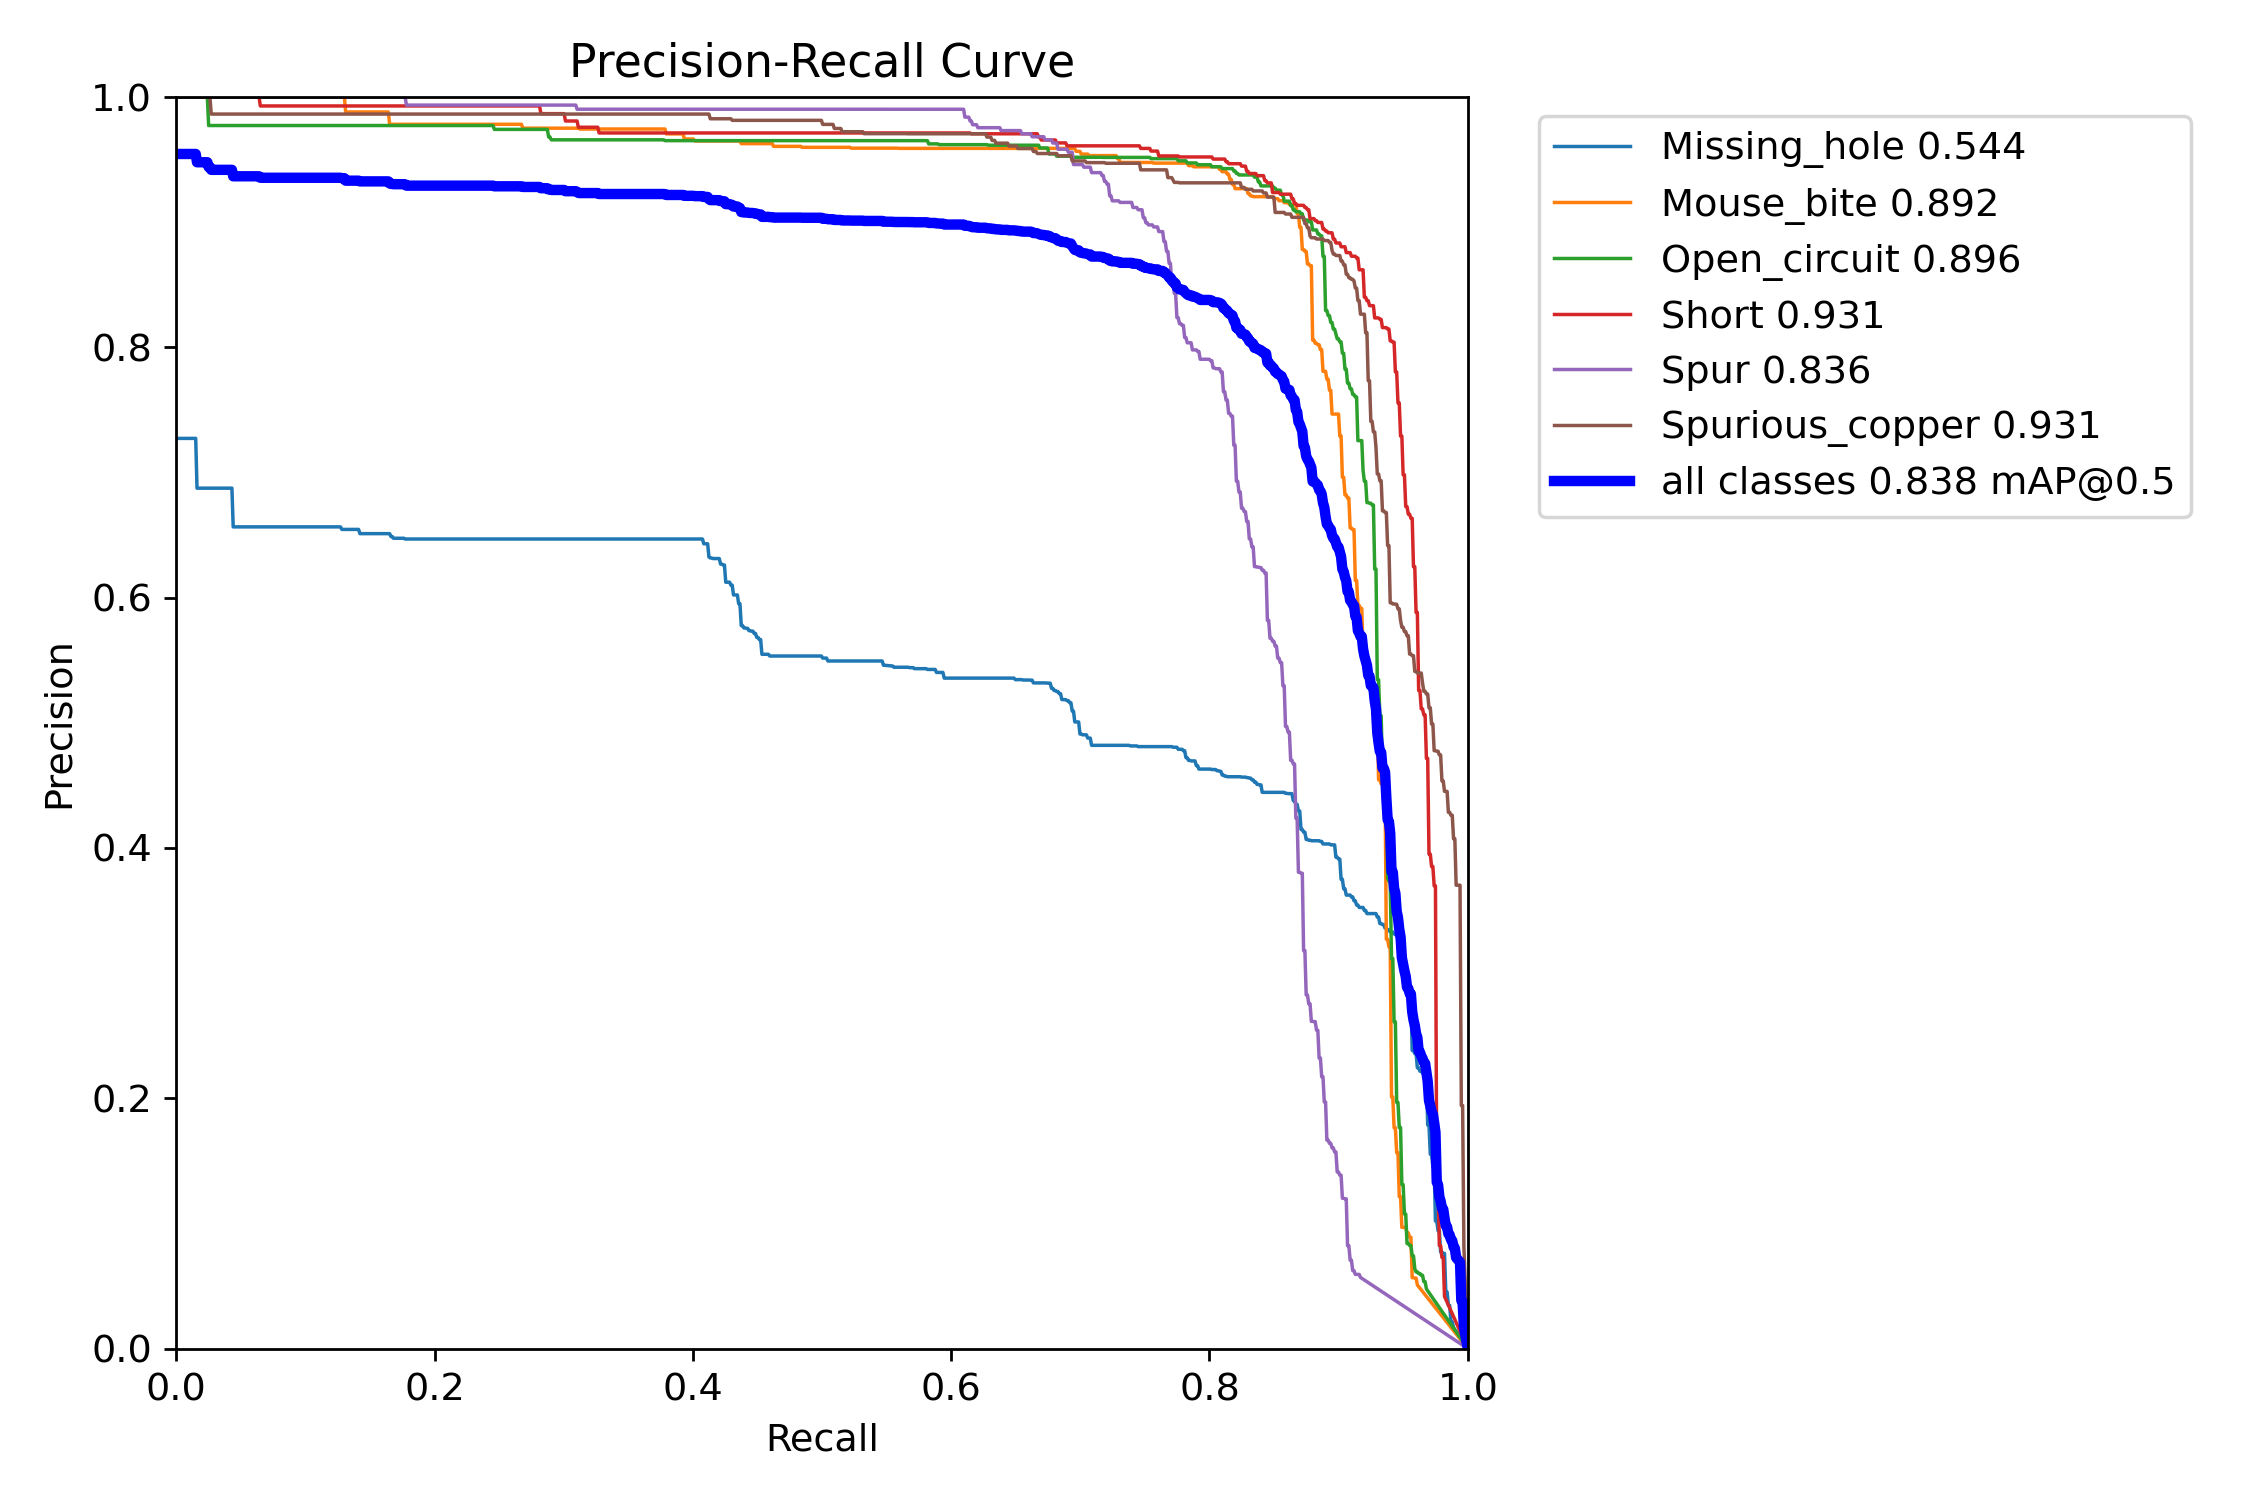 Precision-Recall Curve
1.0
0.8
0.6
0.4
0.2
0.0
Precision
0.0 0.2 0.4 0.6 0.8 1.0
Recall
Missing_hole 0.544
Mouse_bite 0.892
Open_circuit 0.896
Short 0.931
Spur 0.836
Spurious_copper 0.931
all classes 0.838 mAP@0.5